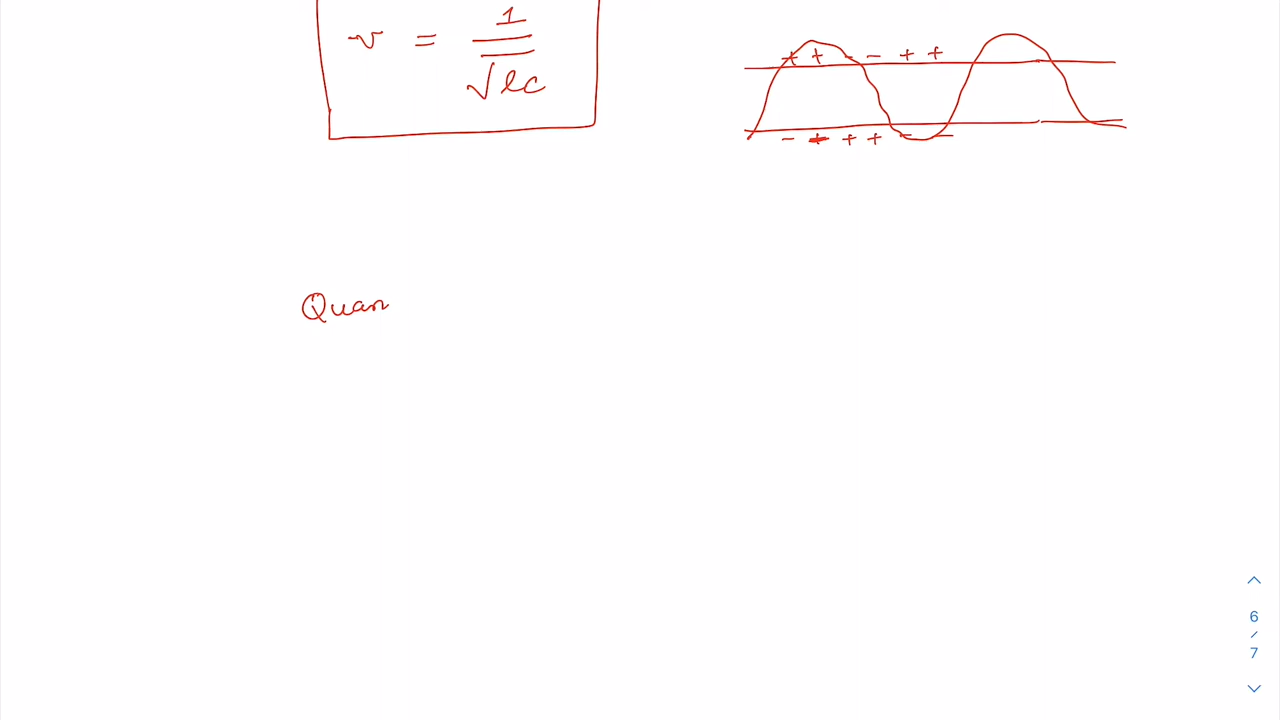 v = 1 / √lc
+ + - - + +
- + + + - -
Quan
6
/
7